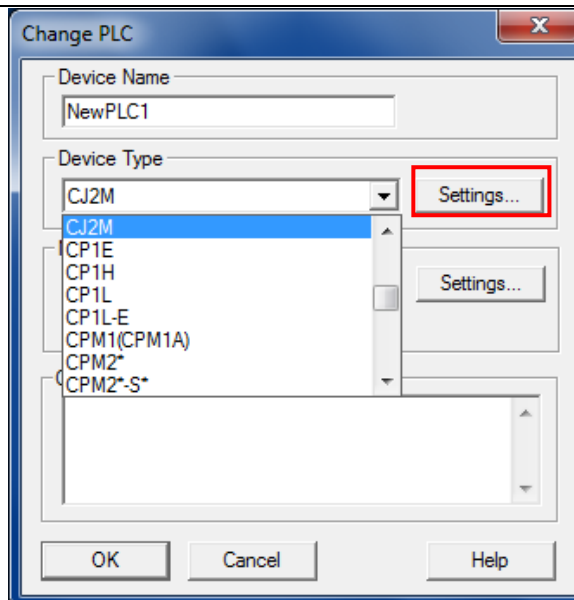 Change PLC
Device Name
NewPLC1
Device Type
CJ2M
Settings...
CJ2M
CP1E
CP1H
CP1L
CP1L-E
CPM1(CPM1A)
CPM2*
CPM2*-S*
Settings...
OK
Cancel
Help